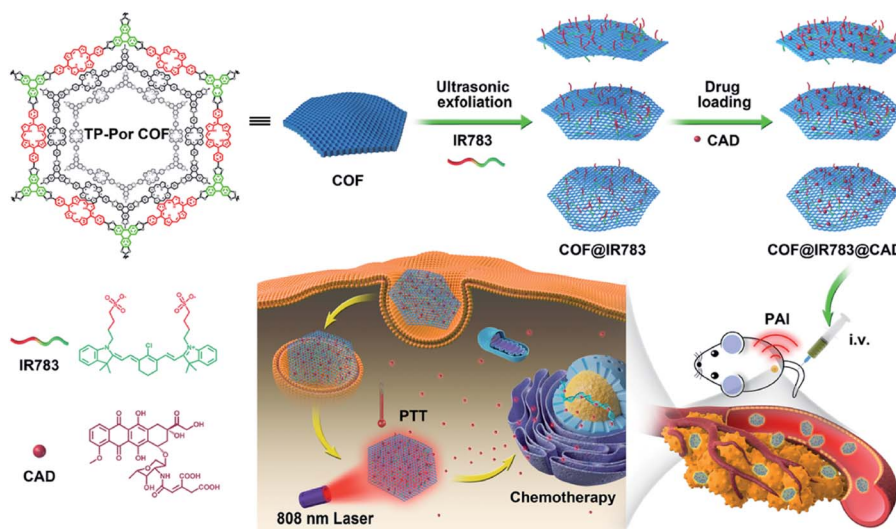 TP-Por COF
COF
Ultrasonic
exfoliation
IR783
COF@IR783
Drug
loading
CAD
COF@IR783@CAD
IR783
CAD
PTT
808 nm Laser
Chemotherapy
PAI
i.v.